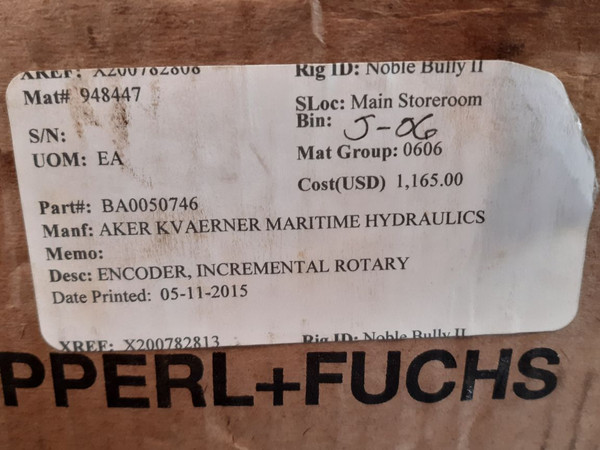 XREF: X200782808 Rig ID: Noble Bully II
Mat# 948447
SLoc: Main Storeroom
Bin: J-06
S/N:
UOM: EA
Mat Group: 0606
Cost(USD) 1,165.00
Part#: BA0050746
Manf: AKER KVAERNER MARITIME HYDRAULICS
Memo:
Desc: ENCODER, INCREMENTAL ROTARY
Date Printed: 05-11-2015
XREF: X200782813 Rig ID: Noble Bully II
PPERL+FUCHS